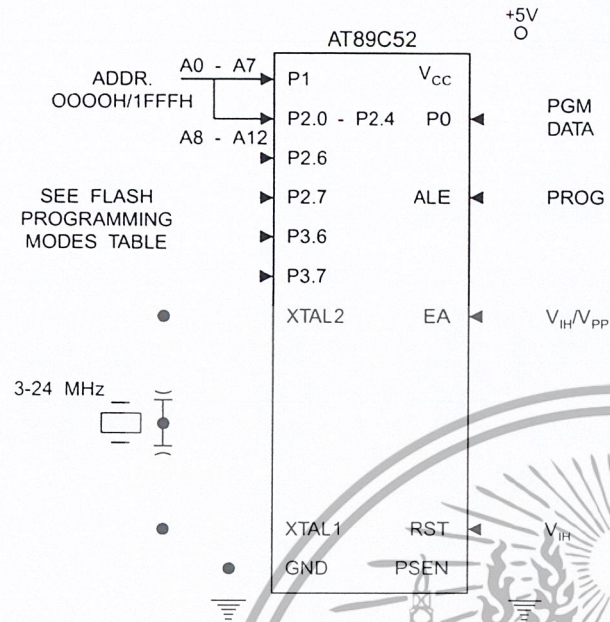 +5V
AT89C52
A0 - A7
ADDR.
OOOOH/1FFFH
P1
VCC
P2.0 - P2.4
P0
PGM
DATA
A8 - A12
P2.6
SEE FLASH
PROGRAMMING
MODES TABLE
P2.7
ALE
PROG
P3.6
P3.7
XTAL2
EA
VIH/VPP
3-24 MHz
XTAL1
RST
VIH
GND
PSEN